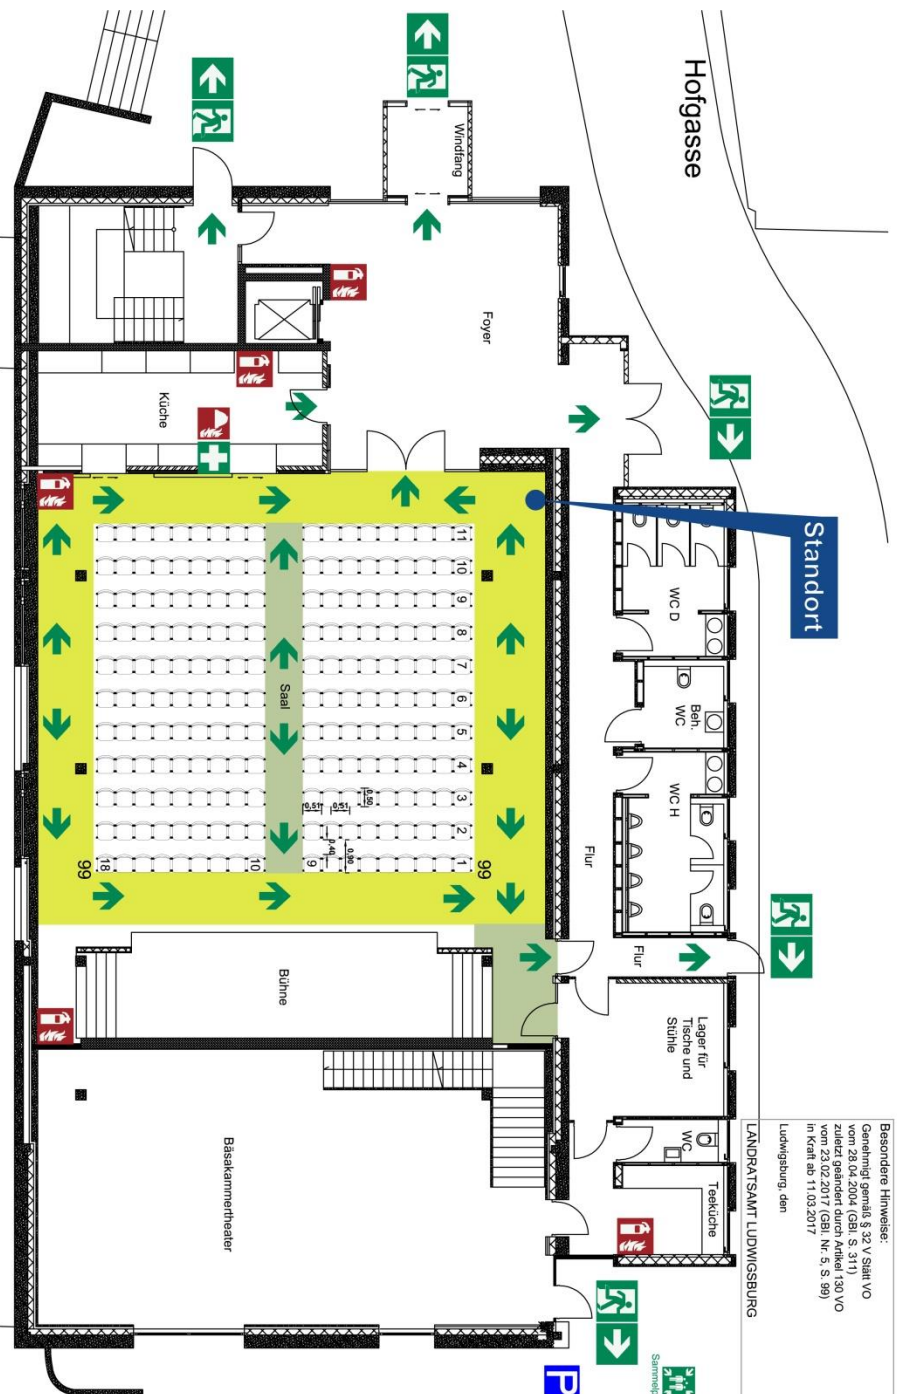 Hofgasse
Standort
Windfang
Foyer
Küche
Saal
11
10
9
8
7
6
5
4
3
2
1
0,50
0,51
0,51
0,40
0,90
18
10
9
99
99
WC D
Beh.
WC
WC H
Flur
Flur
Bühne
Lager für
Tische und
Stühle
WC
Teeküche
Bäsakammertheater
Besondere Hinweise:
Genehmigt gemäß § 32 V Stätt VO
vom 28.04.2004 (GBl. S. 311)
zuletzt geändert durch Artikel 130 VO
vom 23.02.2017 (GBl. Nr. 5, S. 99)
in Kraft ab 11.03.2017
Ludwigsburg, den
LANDRATSAMT LUDWIGSBURG
P